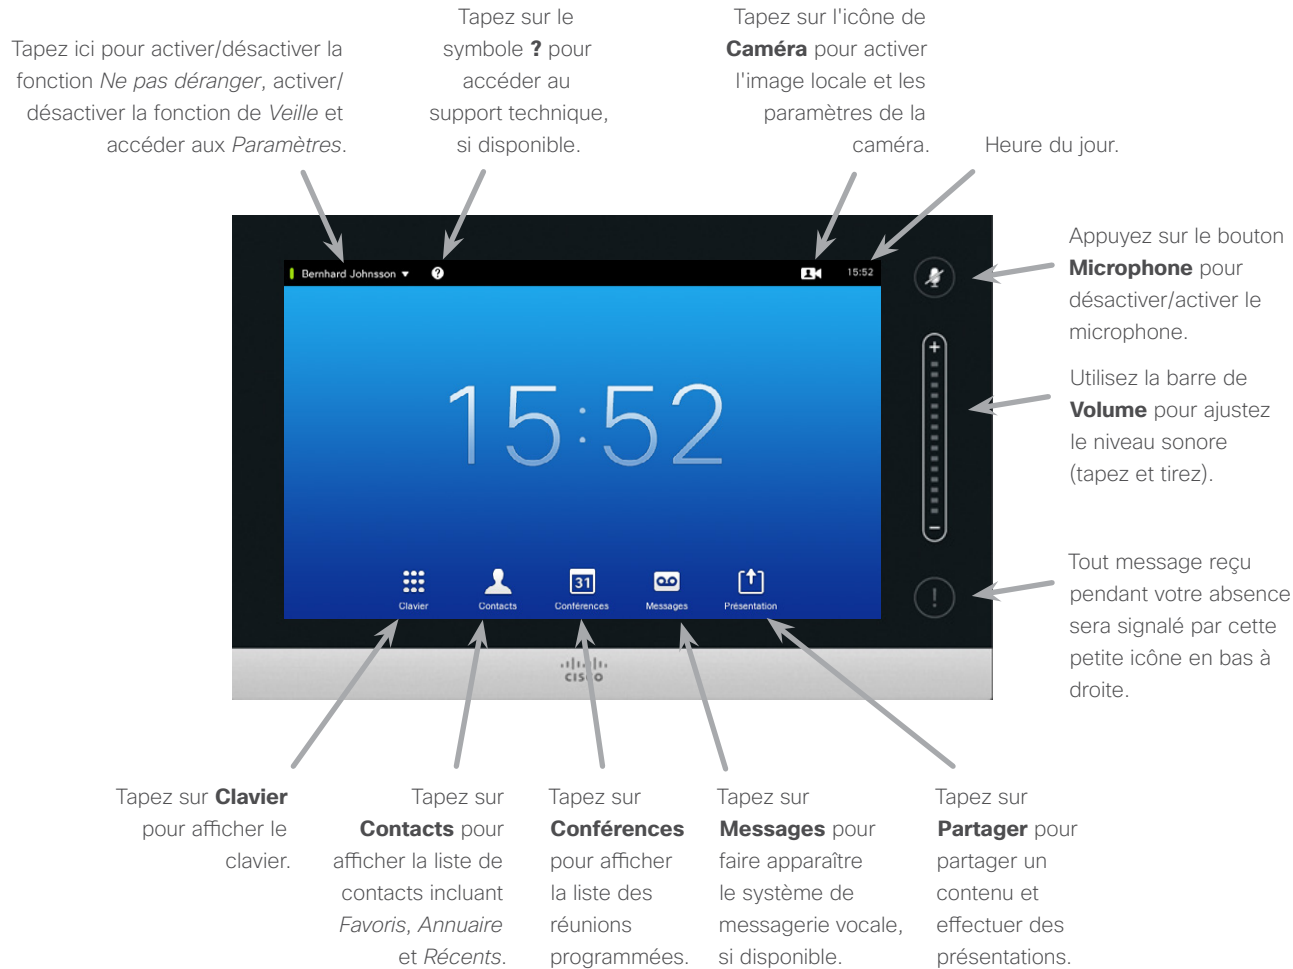 Tapez ici pour activer/désactiver la
fonction Ne pas déranger, activer/
désactiver la fonction de Veille et
accéder aux Paramètres.
Tapez sur le
symbole ? pour
accéder au
support technique,
si disponible.
Tapez sur l'icône de
Caméra pour activer
l'image locale et les
paramètres de la
caméra.
Heure du jour.
Bernhard Johnsson
?
15:52
15:52
31
Clavier
Contacts
Conférences
Messages
Présentation
+
–
!
CISCO
Appuyez sur le bouton
Microphone pour
désactiver/activer le
microphone.
Utilisez la barre de
Volume pour ajustez
le niveau sonore
(tapez et tirez).
Tout message reçu
pendant votre absence
sera signalé par cette
petite icône en bas à
droite.
Tapez sur Clavier
pour afficher le
clavier.
Tapez sur
Contacts pour
afficher la liste de
contacts incluant
Favoris, Annuaire
et Récents.
Tapez sur
Conférences
pour afficher
la liste des
réunions
programmées.
Tapez sur
Messages pour
faire apparaître
le système de
messagerie vocale,
si disponible.
Tapez sur
Partager pour
partager un
contenu et
effectuer des
présentations.